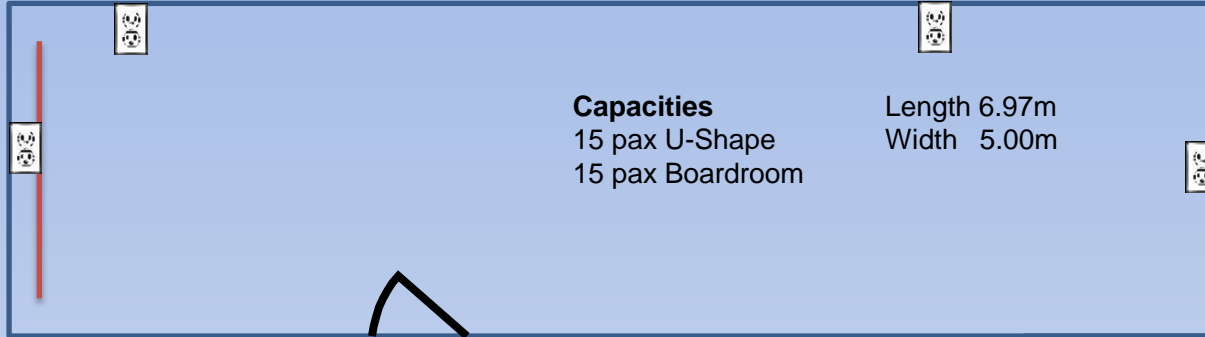 Capacities
15 pax U-Shape
15 pax Boardroom
Length 6.97m
Width 5.00m